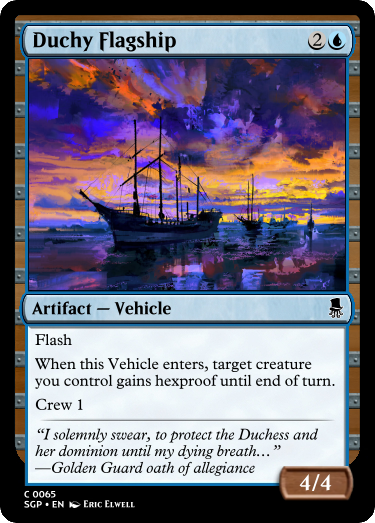 Duchy Flagship 2
Artifact — Vehicle
Flash
When this Vehicle enters, target creature
you control gains hexproof until end of turn.
Crew 1
“I solemnly swear, to protect the Duchess and
her dominion until my dying breath…”
—Golden Guard oath of allegiance
4/4
C 0065
SGP • EN Eric Elwell